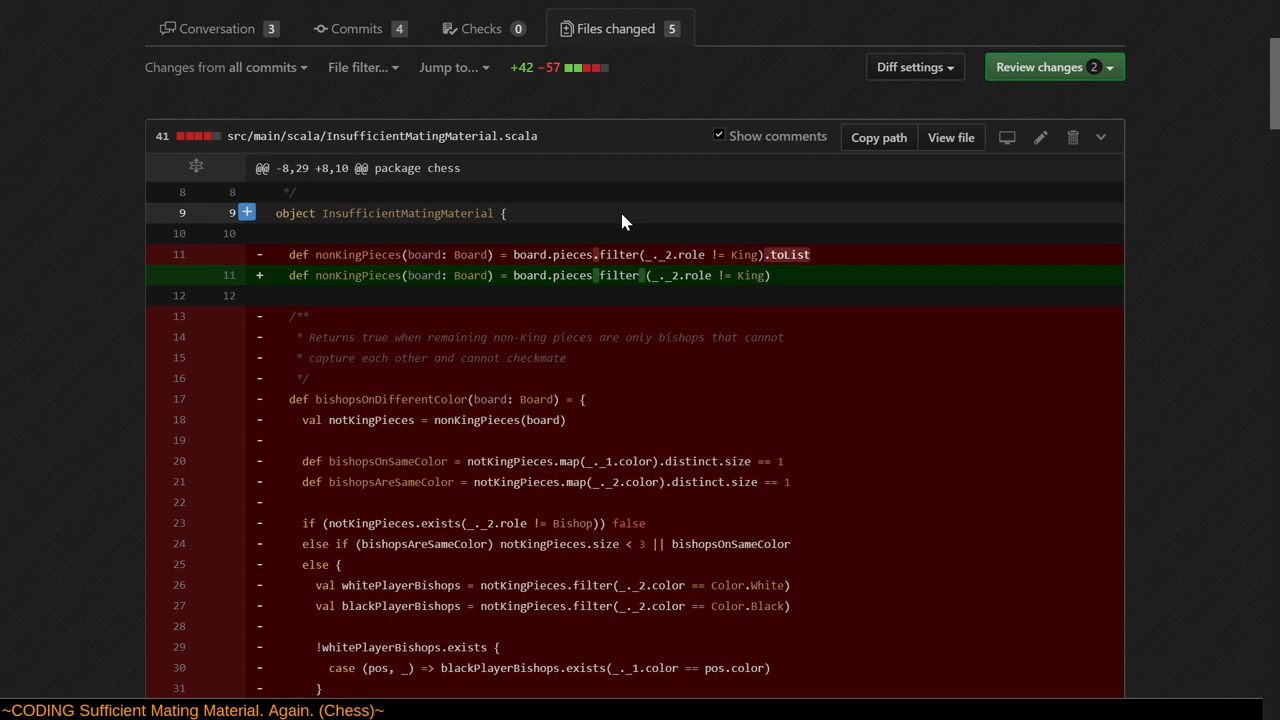 Conversation 3 Commits 4 Checks 0 Files changed 5
Changes from all commits File filter... Jump to... +42 −57 Diff settings Review changes 2
41 src/main/scala/InsufficientMatingMaterial.scala Show comments Copy path View file
@@ -8,29 +8,10 @@ package chess
8 8 */
9 9 + object InsufficientMatingMaterial {
10 10
11 - def nonKingPieces(board: Board) = board.pieces.filter(_._2.role != King).toList
11 + def nonKingPieces(board: Board) = board.pieces filter (_._2.role != King)
12 12
13 - /**
14 - * Returns true when remaining non-King pieces are only bishops that cannot
15 - * capture each other and cannot checkmate
16 - */
17 - def bishopsOnDifferentColor(board: Board) = {
18 - val notKingPieces = nonKingPieces(board)
19 -
20 - def bishopsOnSameColor = notKingPieces.map(_._1.color).distinct.size == 1
21 - def bishopsAreSameColor = notKingPieces.map(_._2.color).distinct.size == 1
22 -
23 - if (notKingPieces.exists(_._2.role != Bishop)) false
24 - else if (bishopsAreSameColor) notKingPieces.size < 3 || bishopsOnSameColor
25 - else {
26 - val whitePlayerBishops = notKingPieces.filter(_._2.color == Color.White)
27 - val blackPlayerBishops = notKingPieces.filter(_._2.color == Color.Black)
28 -
29 - !whitePlayerBishops.exists {
30 - case (pos, _) => blackPlayerBishops.exists(_._1.color == pos.color)
31 - }
~CODING Sufficient Mating Material. Again. (Chess)~